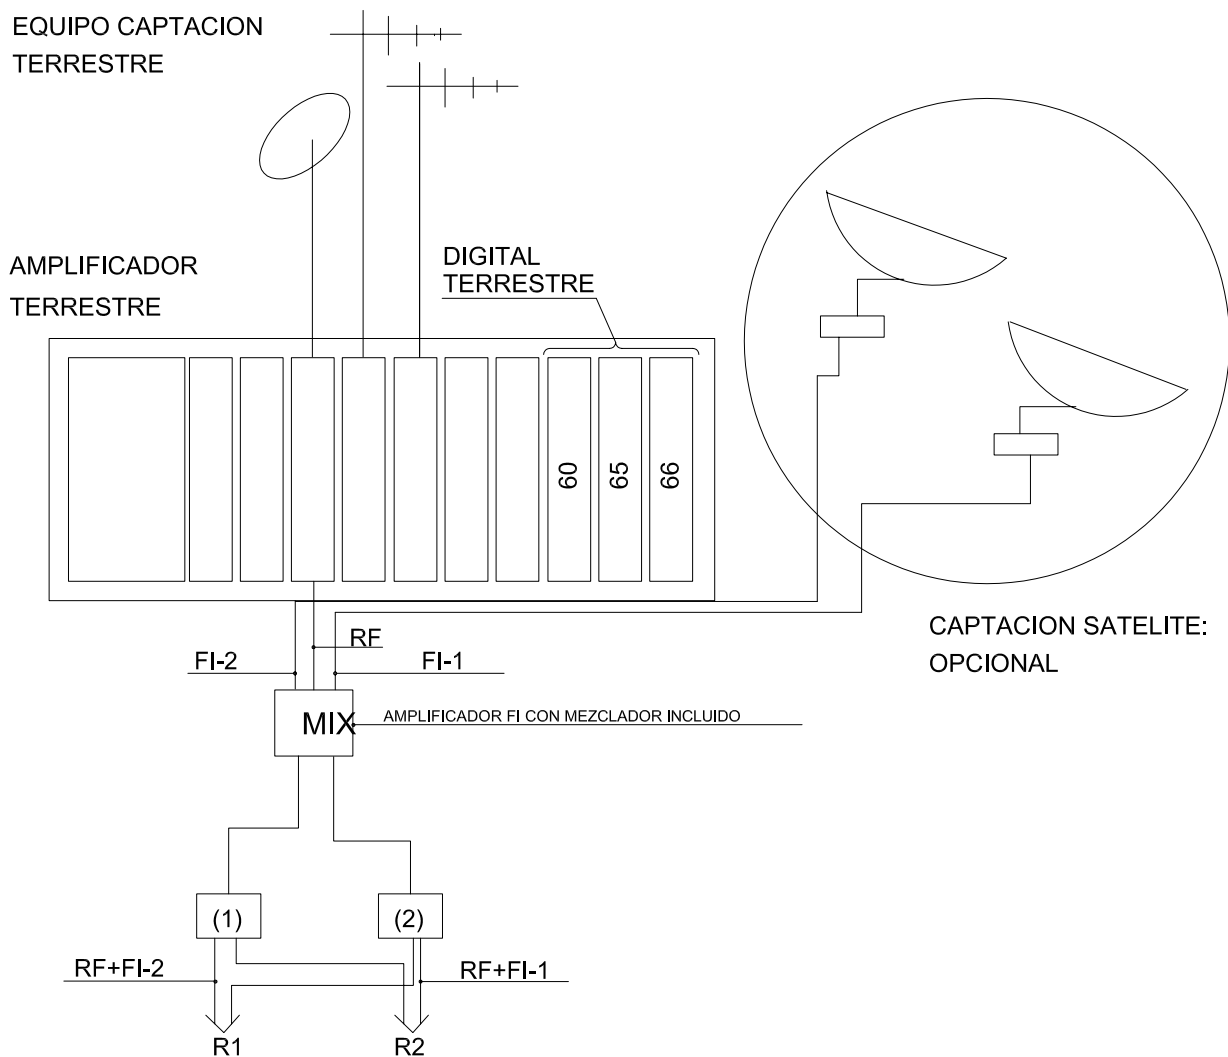 EQUIPO CAPTACION
TERRESTRE
AMPLIFICADOR
TERRESTRE
DIGITAL
TERRESTRE
60
65
66
CAPTACION SATELITE:
OPCIONAL
RF
FI-2
FI-1
MIX
AMPLIFICADOR FI CON MEZCLADOR INCLUIDO
(1)
(2)
RF+FI-2
RF+FI-1
R1
R2